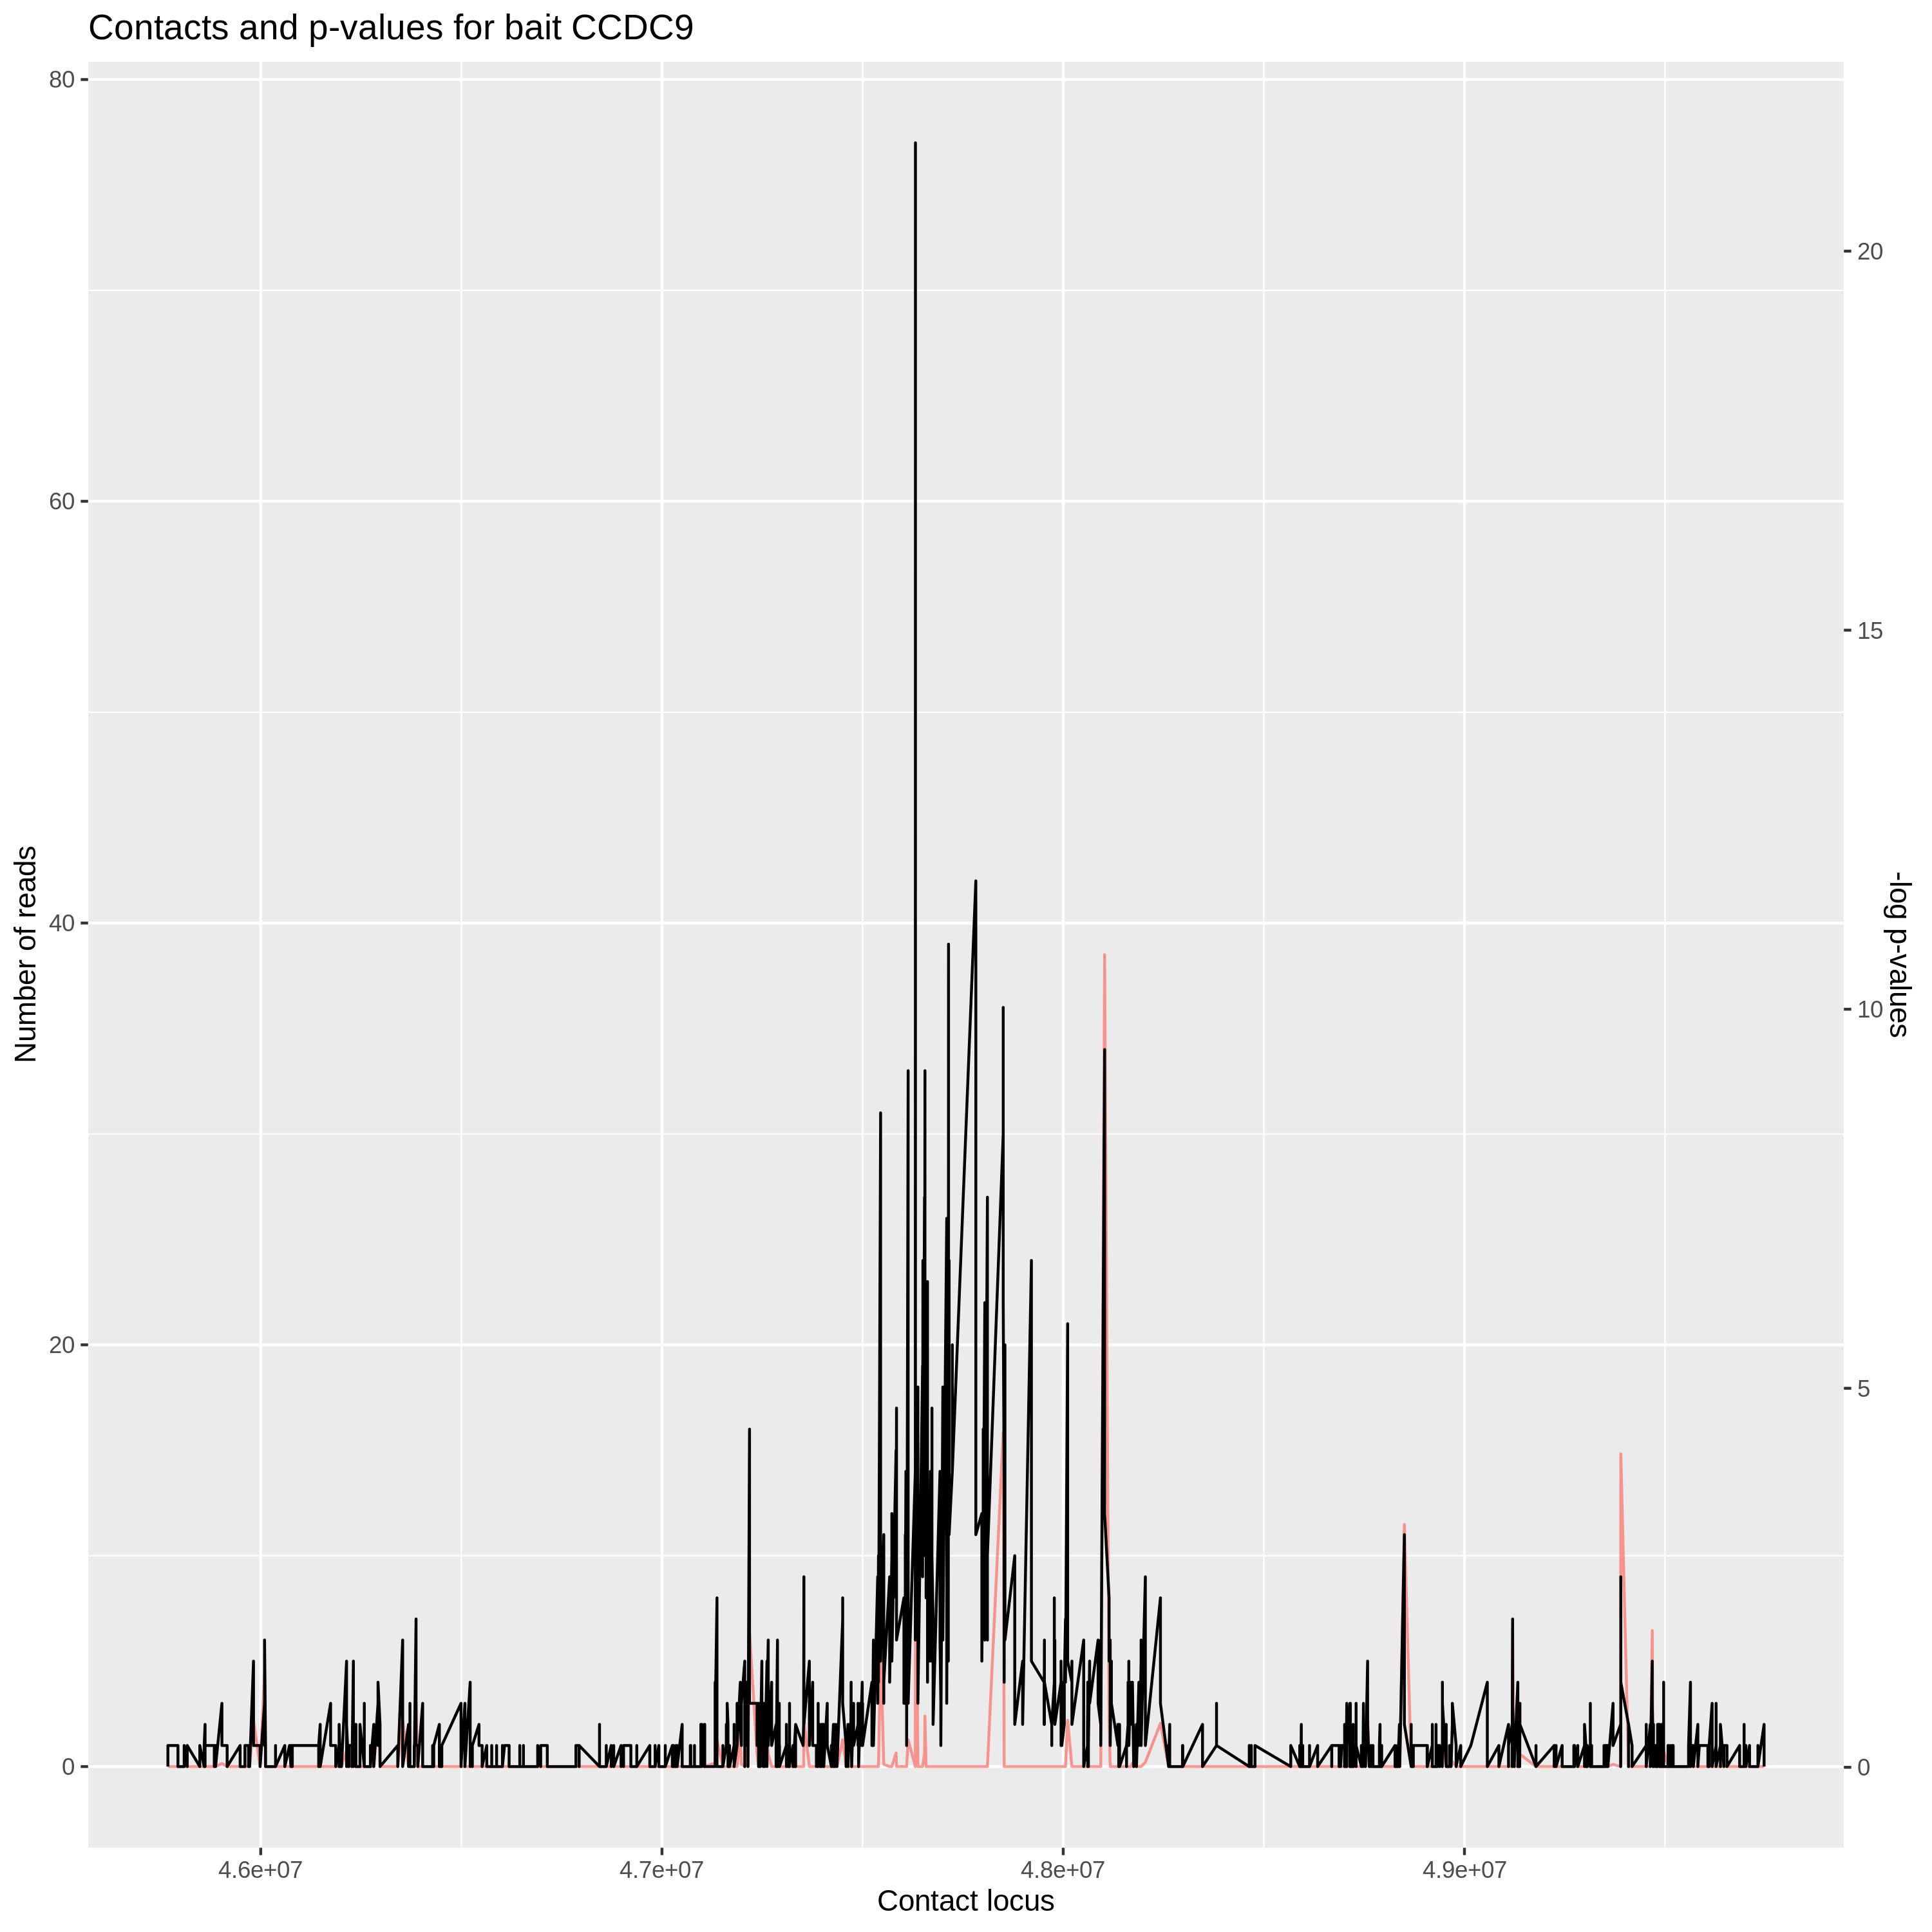 Contacts and p-values for bait CCDC9
80
60
40
20
0
Number of reads
20
15
10
5
0
-log p-values
4.6e+07
4.7e+07
4.8e+07
4.9e+07
Contact locus